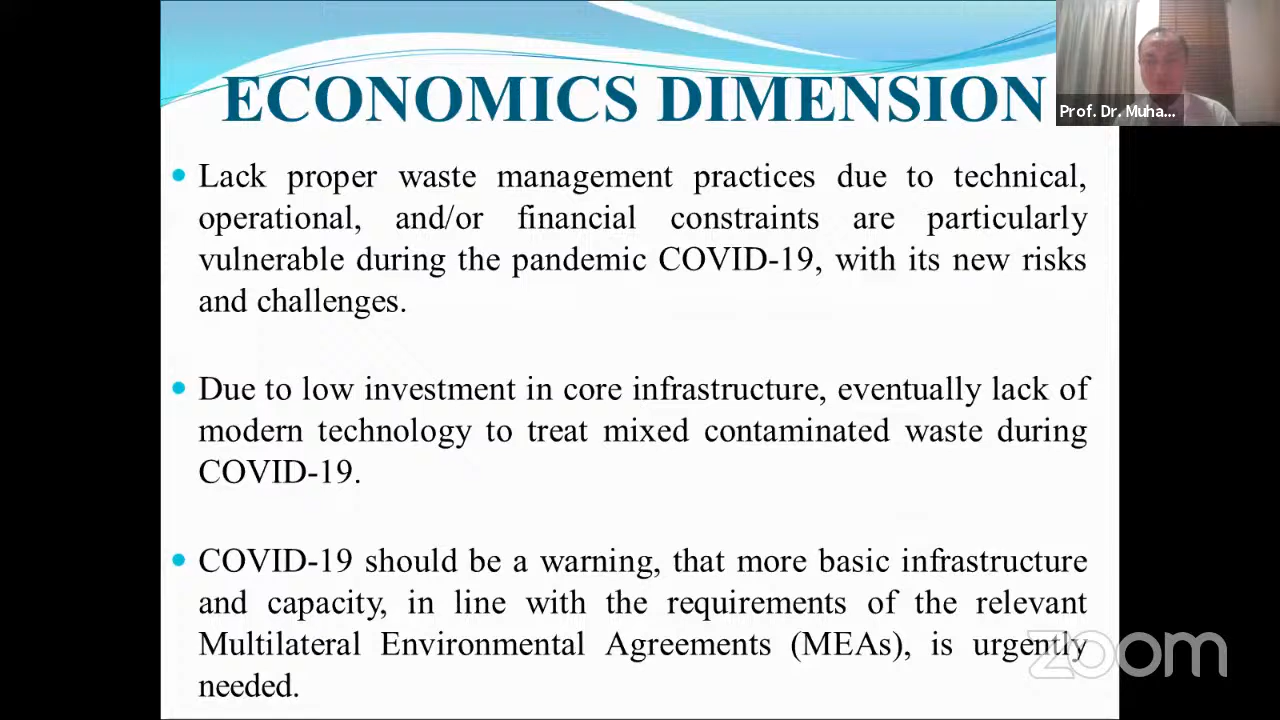 ECONOMICS DIMENSION
Prof. Dr. Muha...
• Lack proper waste management practices due to technical,
operational, and/or financial constraints are particularly
vulnerable during the pandemic COVID-19, with its new risks
and challenges.
• Due to low investment in core infrastructure, eventually lack of
modern technology to treat mixed contaminated waste during
COVID-19.
• COVID-19 should be a warning, that more basic infrastructure
and capacity, in line with the requirements of the relevant
Multilateral Environmental Agreements (MEAs), is urgently
needed.
zoom